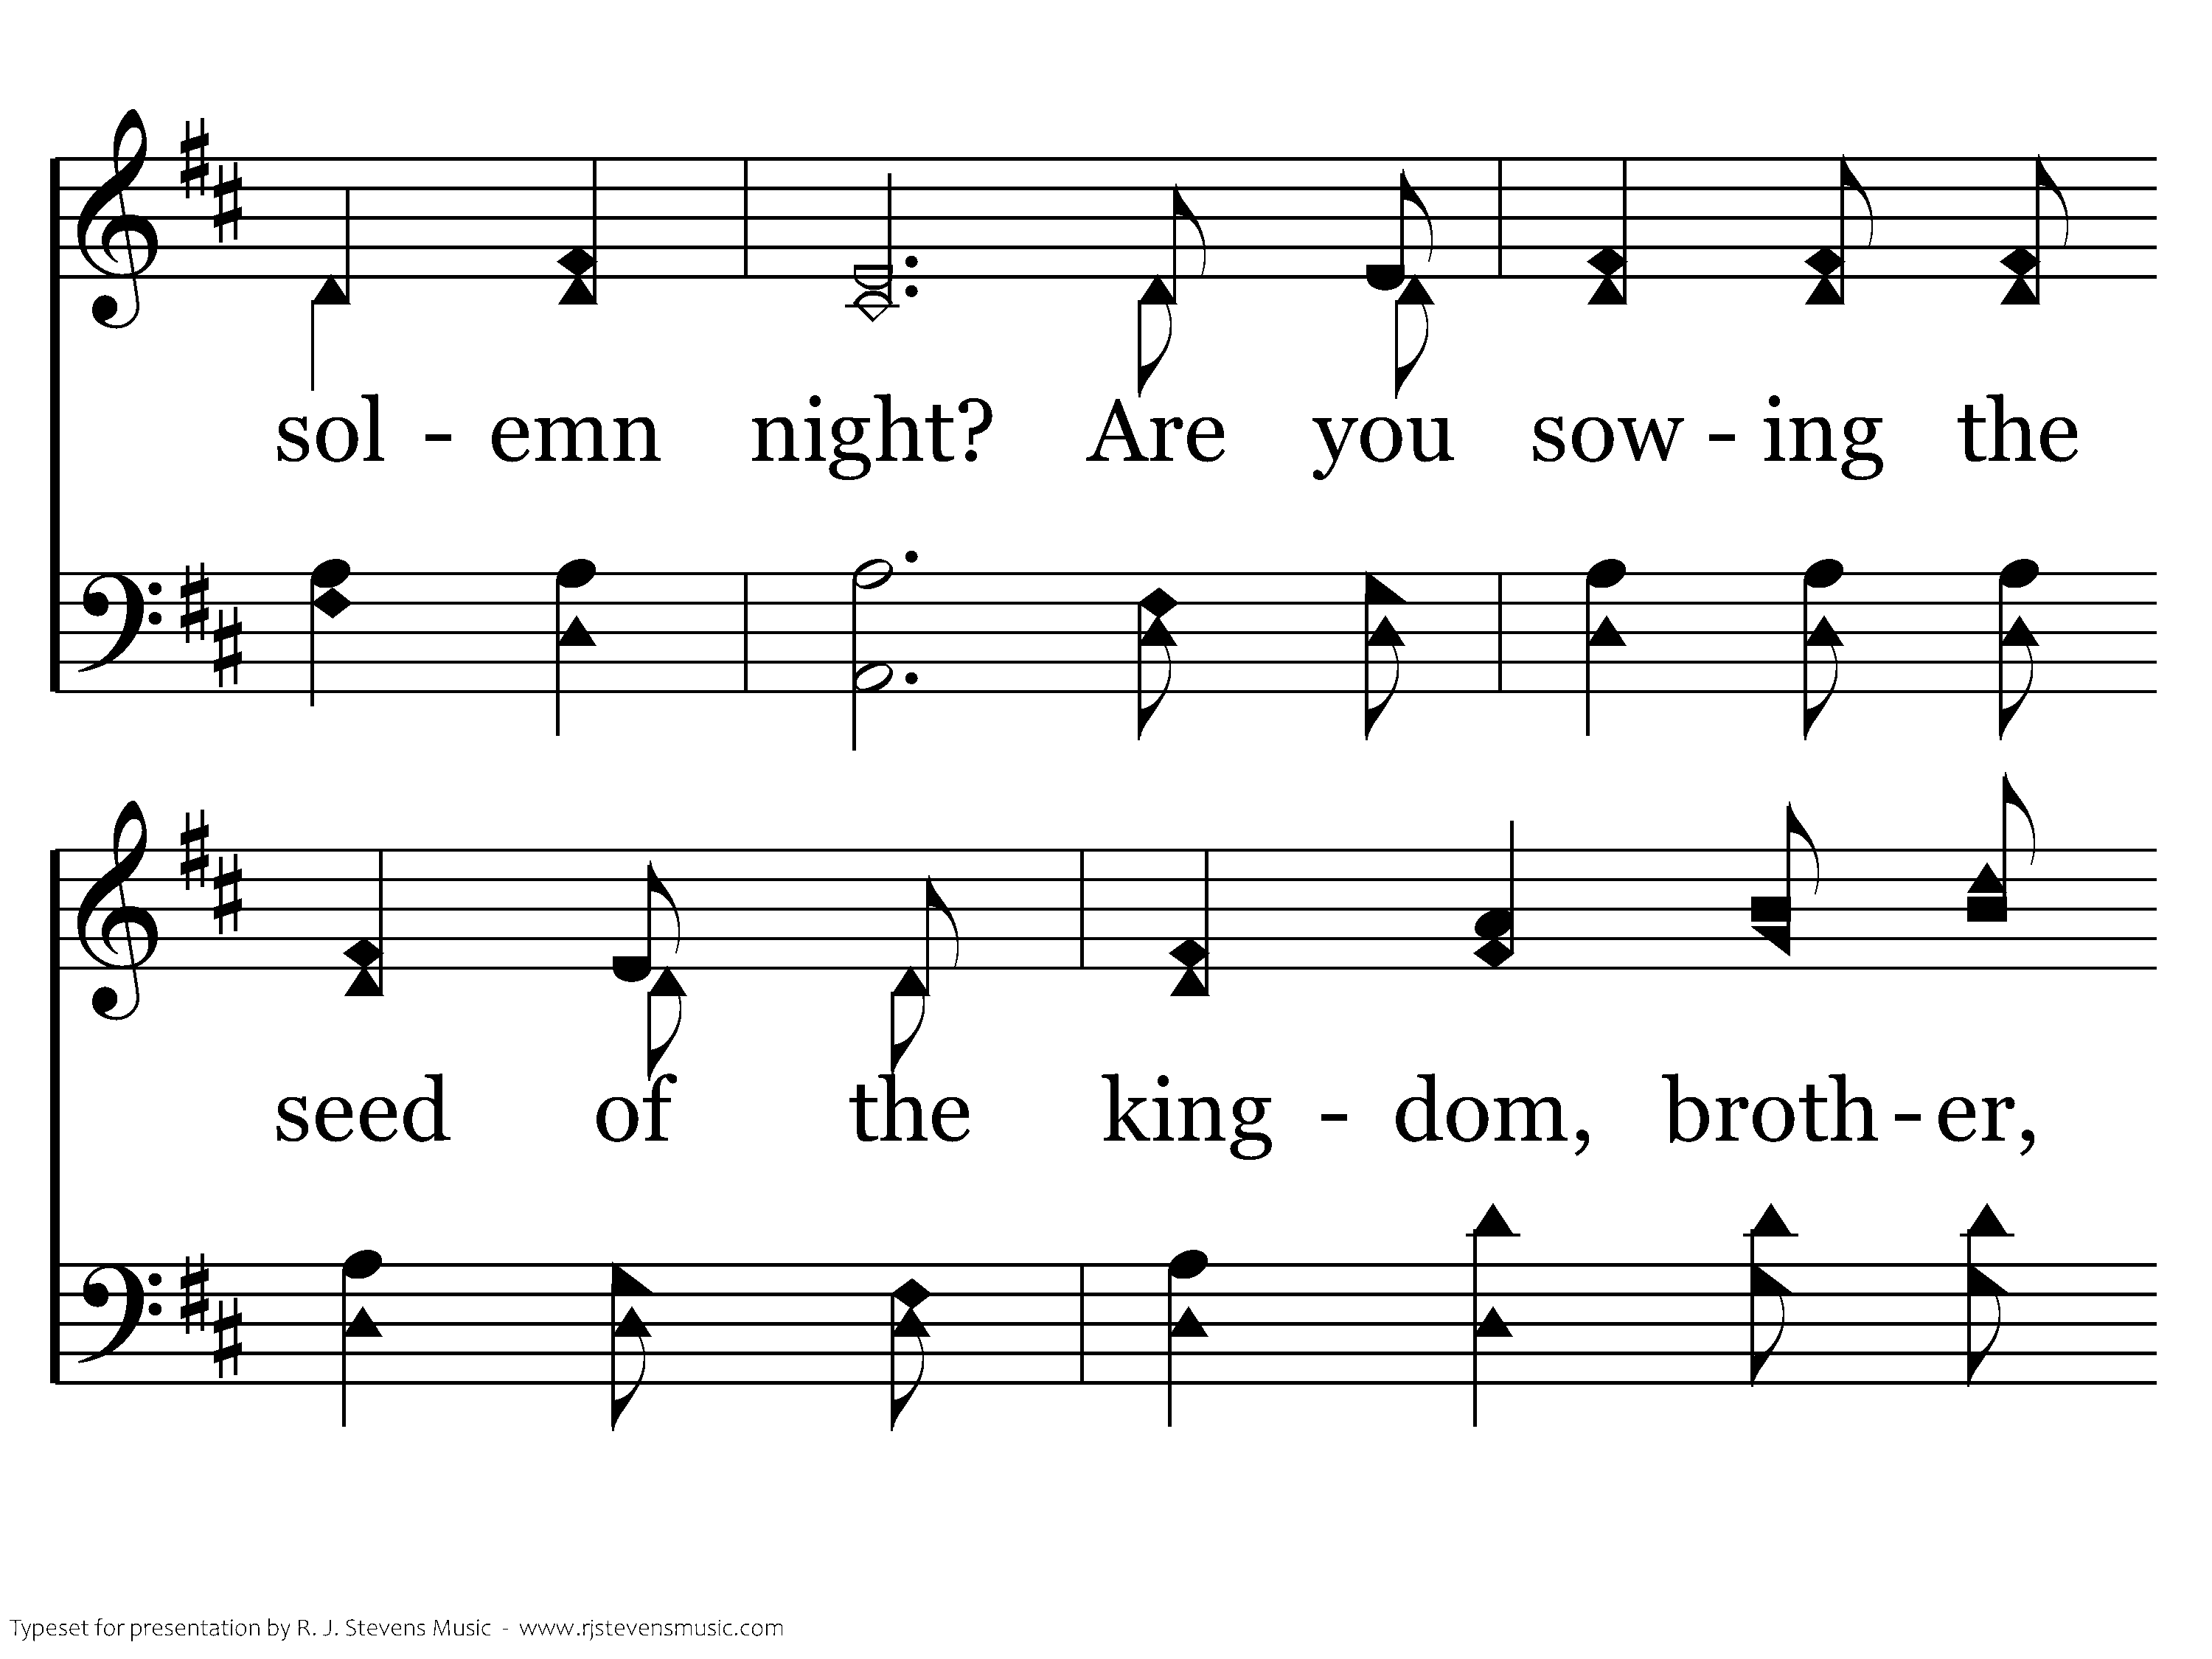 sol - emn night? Are you sow - ing the
seed of the king - dom, broth - er,
Typeset for presentation by R. J. Stevens Music - www.rjstevensmusic.com